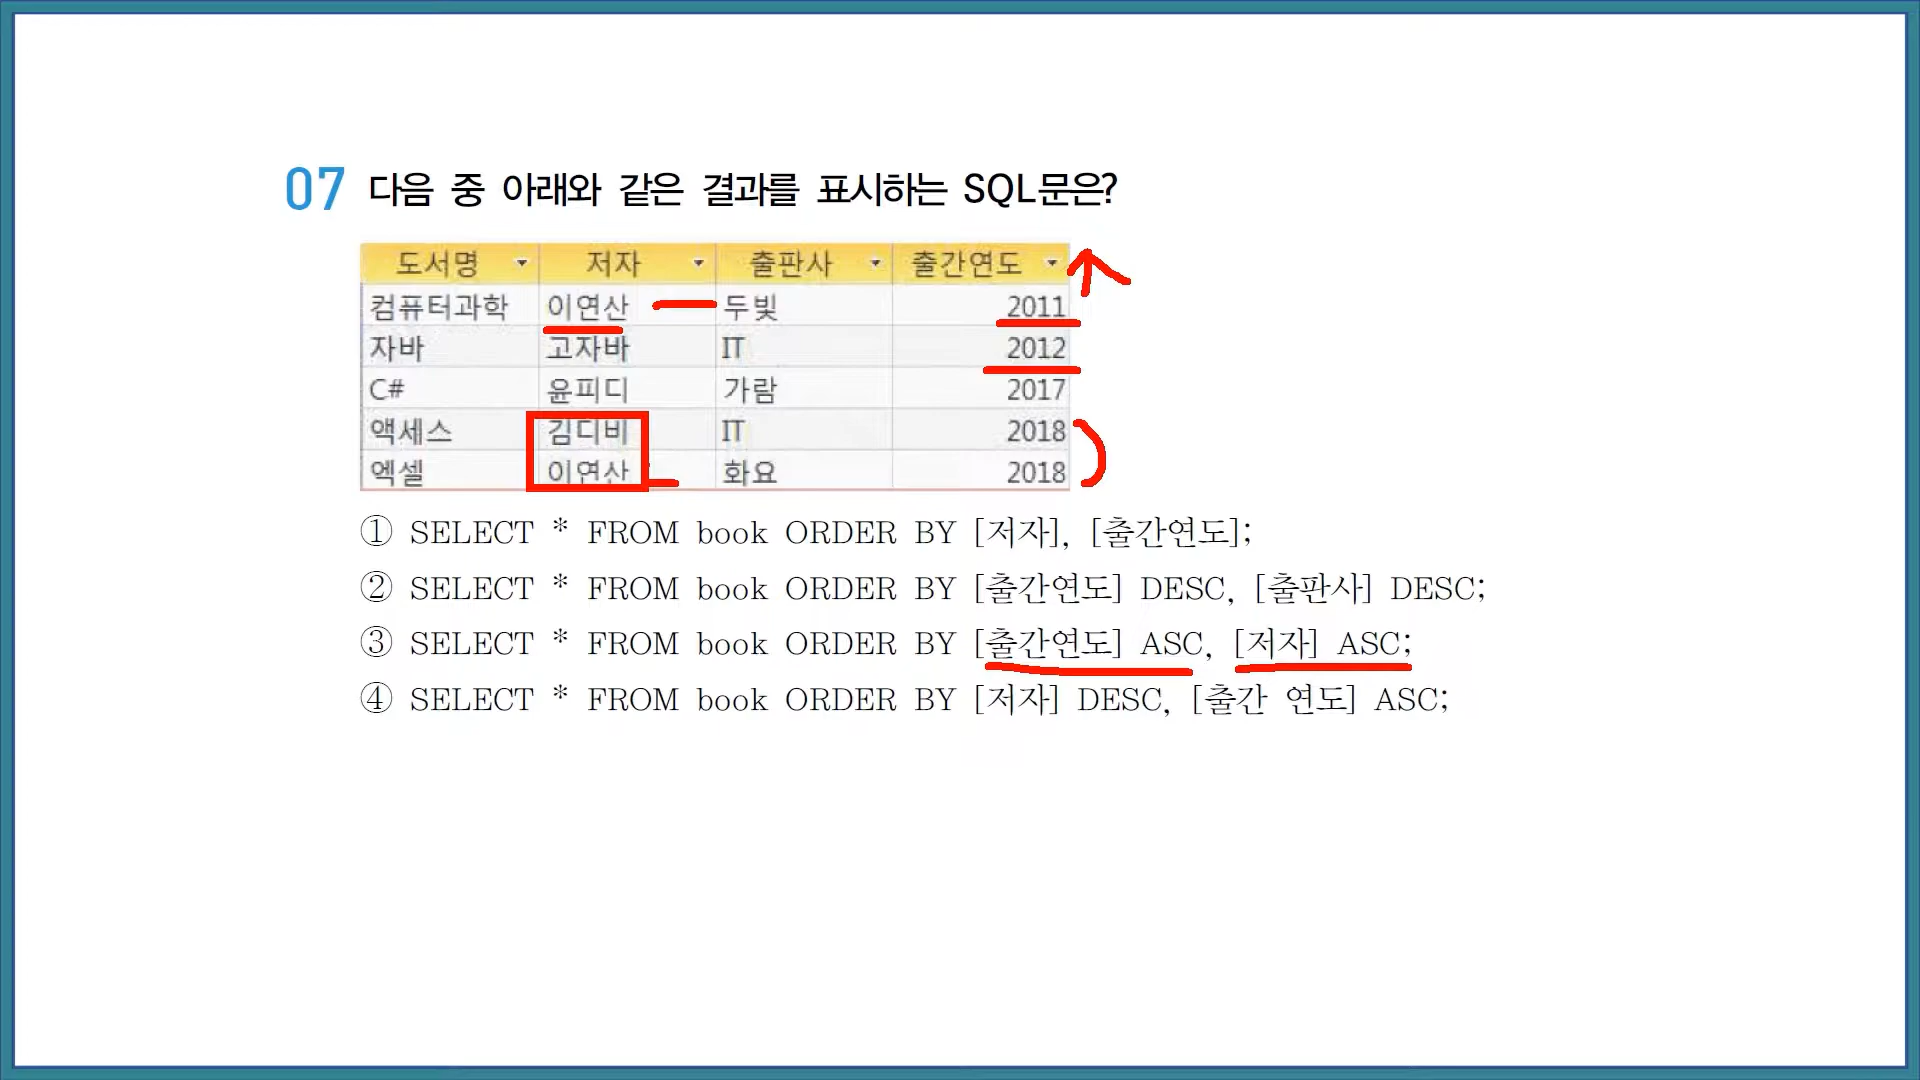 07 다음 중 아래와 같은 결과를 표시하는 SQL문은?
도서명 저자 출판사 출간연도
컴퓨터과학 이연산 두빛 2011
자바 고자바 IT 2012
C# 윤피디 가람 2017
액세스 김디비 IT 2018
엑셀 이연산 화요 2018
① SELECT * FROM book ORDER BY [저자], [출간연도];
② SELECT * FROM book ORDER BY [출간연도] DESC, [출판사] DESC;
③ SELECT * FROM book ORDER BY [출간연도] ASC, [저자] ASC;
④ SELECT * FROM book ORDER BY [저자] DESC, [출간 연도] ASC;